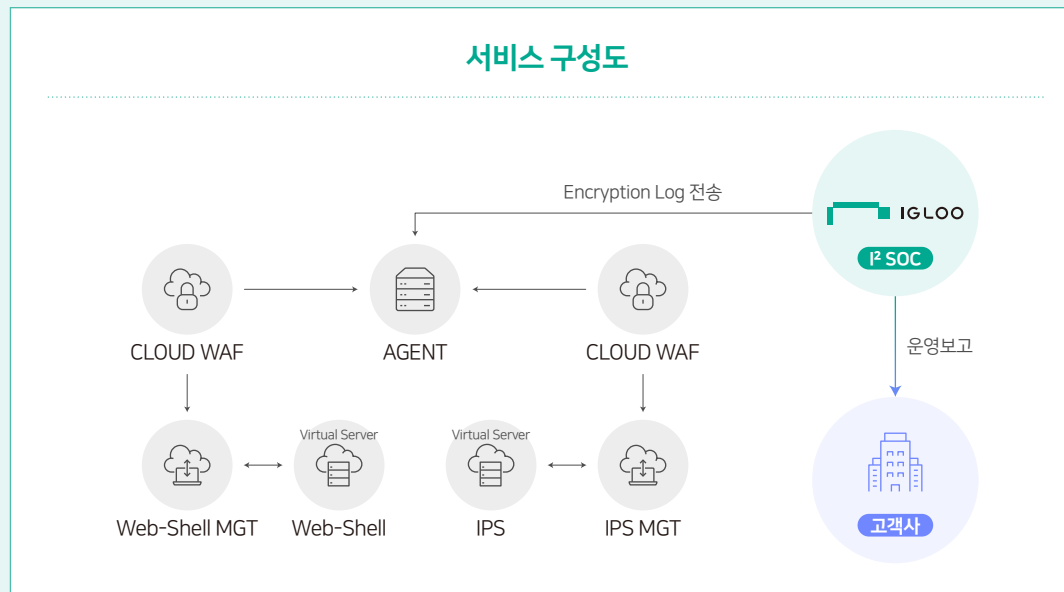 서비스 구성도
Encryption Log 전송
IGLOO
I² SOC
CLOUD WAF
AGENT
CLOUD WAF
운영보고
Virtual Server
Virtual Server
Web-Shell MGT
Web-Shell
IPS
IPS MGT
고객사